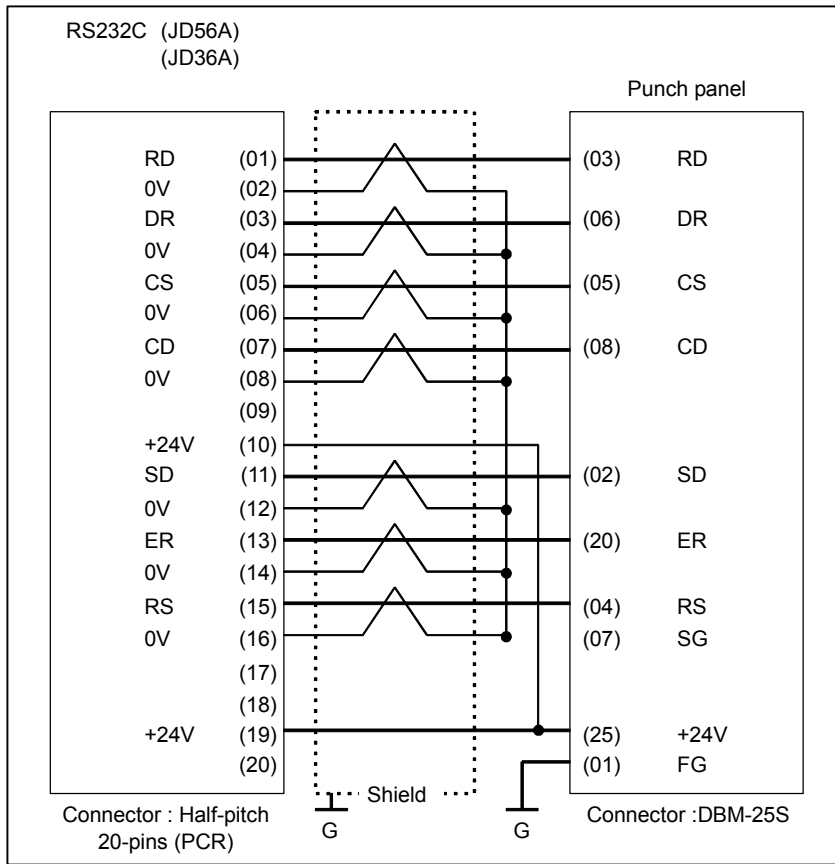 RS232C (JD56A)
(JD36A)
Punch panel
RD (01) (03) RD
0V (02)
DR (03) (06) DR
0V (04)
CS (05) (05) CS
0V (06)
CD (07) (08) CD
0V (08)
(09)
+24V (10)
SD (11) (02) SD
0V (12)
ER (13) (20) ER
0V (14)
RS (15) (04) RS
0V (16) (07) SG
(17)
(18)
+24V (19) (25) +24V
(20) (01) FG
Shield
Connector : Half-pitch G G Connector :DBM-25S
20-pins (PCR)